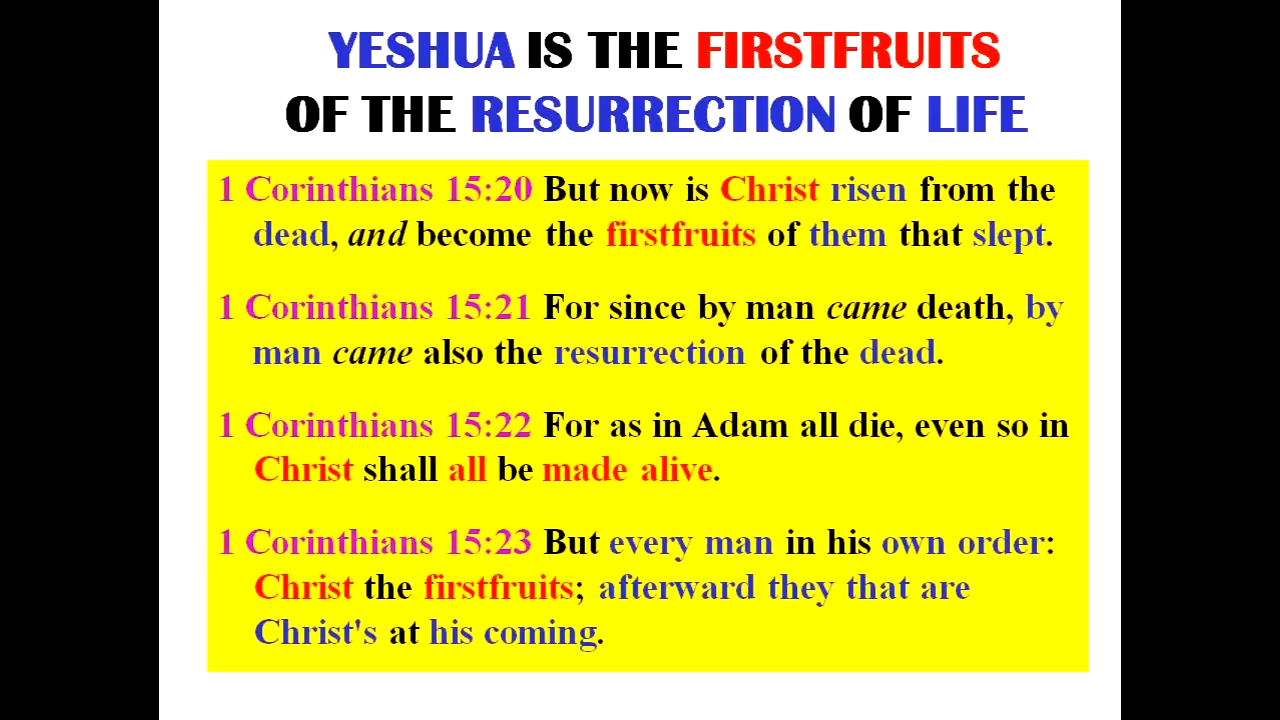 YESHUA IS THE FIRSTFRUITS
OF THE RESURRECTION OF LIFE
1 Corinthians 15:20 But now is Christ risen from the
dead, and become the firstfruits of them that slept.
1 Corinthians 15:21 For since by man came death, by
man came also the resurrection of the dead.
1 Corinthians 15:22 For as in Adam all die, even so in
Christ shall all be made alive.
1 Corinthians 15:23 But every man in his own order:
Christ the firstfruits; afterward they that are
Christ's at his coming.